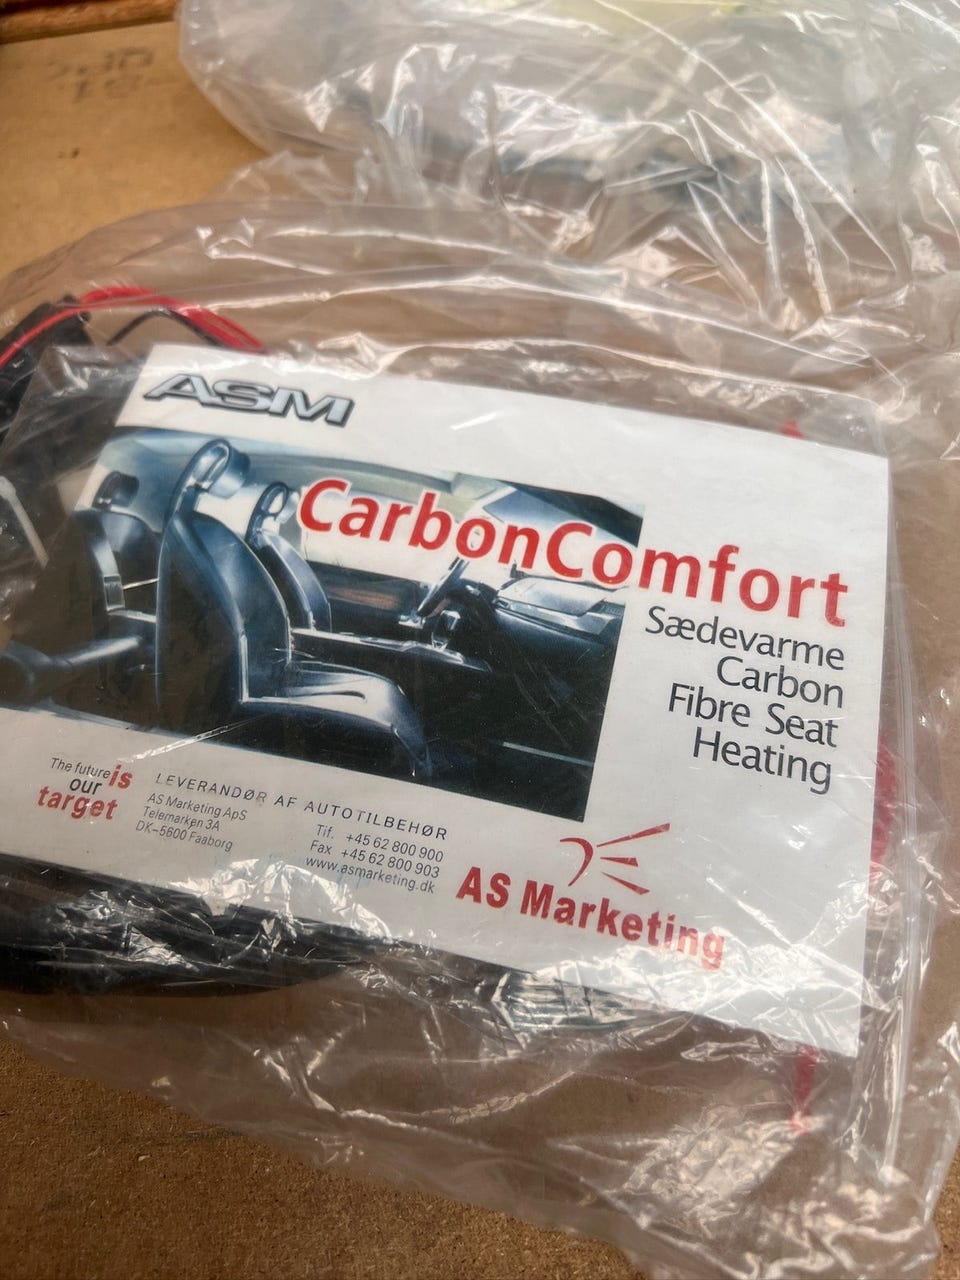 ASM
CarbonComfort
Sædevarme
Carbon
Fibre Seat
Heating
The future is
our
target
LEVERANDØR AF AUTOTILBEHØR
AS Marketing ApS
Telemarken 3A
DK-5600 Faaborg
Tlf. +45 62 800 900
Fax +45 62 800 903
www.asmarketing.dk
AS Marketing